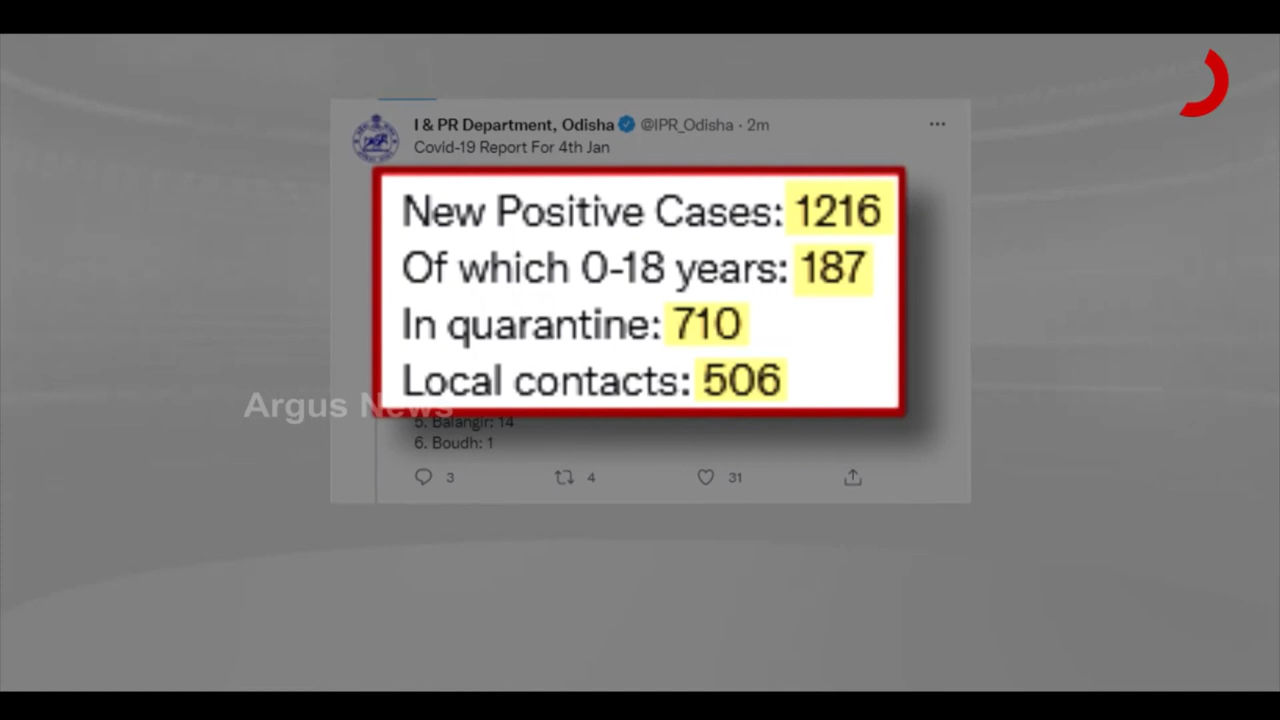 I & PR Department, Odisha @IPR_Odisha · 2m
Covid-19 Report For 4th Jan
New Positive Cases: 1216
Of which 0-18 years: 187
In quarantine: 710
Local contacts: 506
Argus News
5. Balangir: 14
6. Boudh: 1
3 4 31